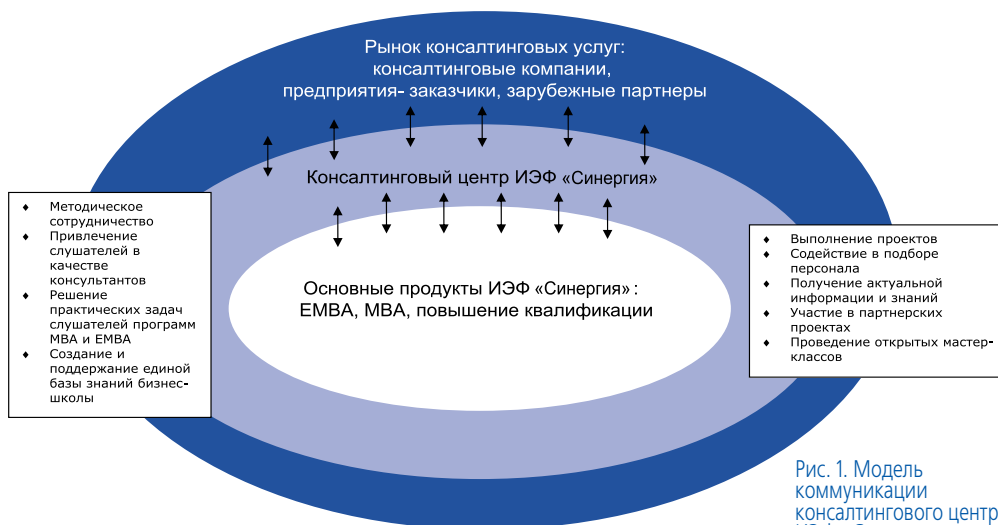 Рынок консалтинговых услуг:
консалтинговые компании,
предприятия- заказчики, зарубежные партнеры
Консалтинговый центр ИЭФ «Синергия»
♦ Методическое
сотрудничество
♦ Привлечение
слушателей в
качестве
консультантов
♦ Решение
практических задач
слушателей программ
МВА и ЕМВА
♦ Создание и
поддержание единой
базы знаний бизнес-
школы
Основные продукты ИЭФ «Синергия» :
ЕМВА, МВА, повышение квалификации
♦ Выполнение проектов
♦ Содействие в подборе
персонала
♦ Получение актуальной
информации и знаний
♦ Участие в партнерских
проектах
♦ Проведение открытых мастер-
классов
Рис. 1. Модель
коммуникации
консалтингового центр